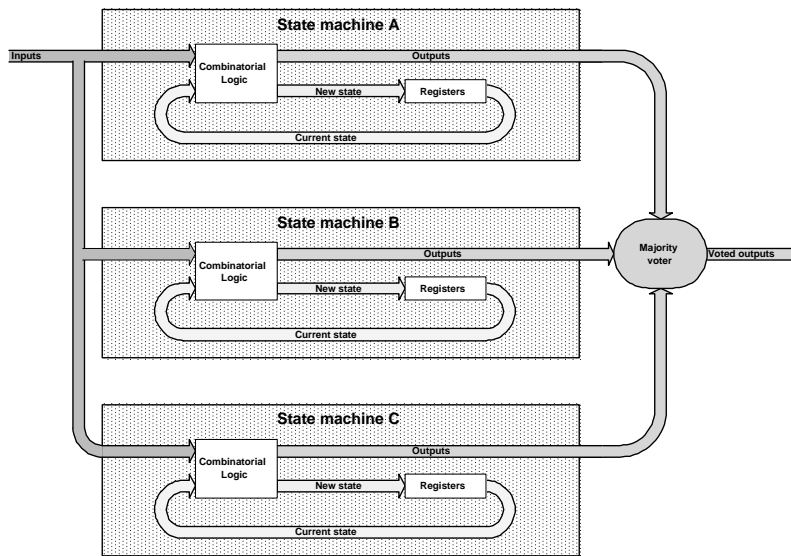 State machine A
Inputs
Outputs
Combinatorial
Logic
New state
Registers
Current state
State machine B
Combinatorial
Logic
Outputs
Majority
voter
Voted outputs
New state
Registers
Current state
State machine C
Combinatorial
Logic
Outputs
New state
Registers
Current state